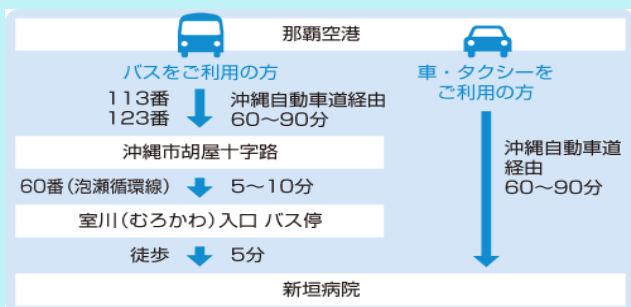 那覇空港
バスをご利用の方
113番
123番
沖縄自動車道経由
60〜90分
沖縄市胡屋十字路
60番(泡瀬循環線)
5〜10分
室川(むろかわ)入口 バス停
徒歩
5分
車・タクシーを
ご利用の方
沖縄自動車道
経由
60〜90分
新垣病院